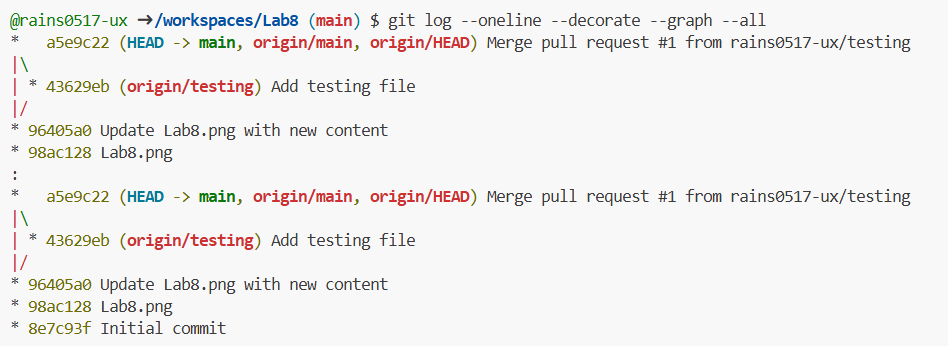 @rains0517-ux ➜/workspaces/Lab8 (main) $ git log --oneline --decorate --graph --all
*   a5e9c22 (HEAD -> main, origin/main, origin/HEAD) Merge pull request #1 from rains0517-ux/testing
|\
| * 43629eb (origin/testing) Add testing file
|/
* 96405a0 Update Lab8.png with new content
* 98ac128 Lab8.png
:
*   a5e9c22 (HEAD -> main, origin/main, origin/HEAD) Merge pull request #1 from rains0517-ux/testing
|\
| * 43629eb (origin/testing) Add testing file
|/
* 96405a0 Update Lab8.png with new content
* 98ac128 Lab8.png
* 8e7c93f Initial commit